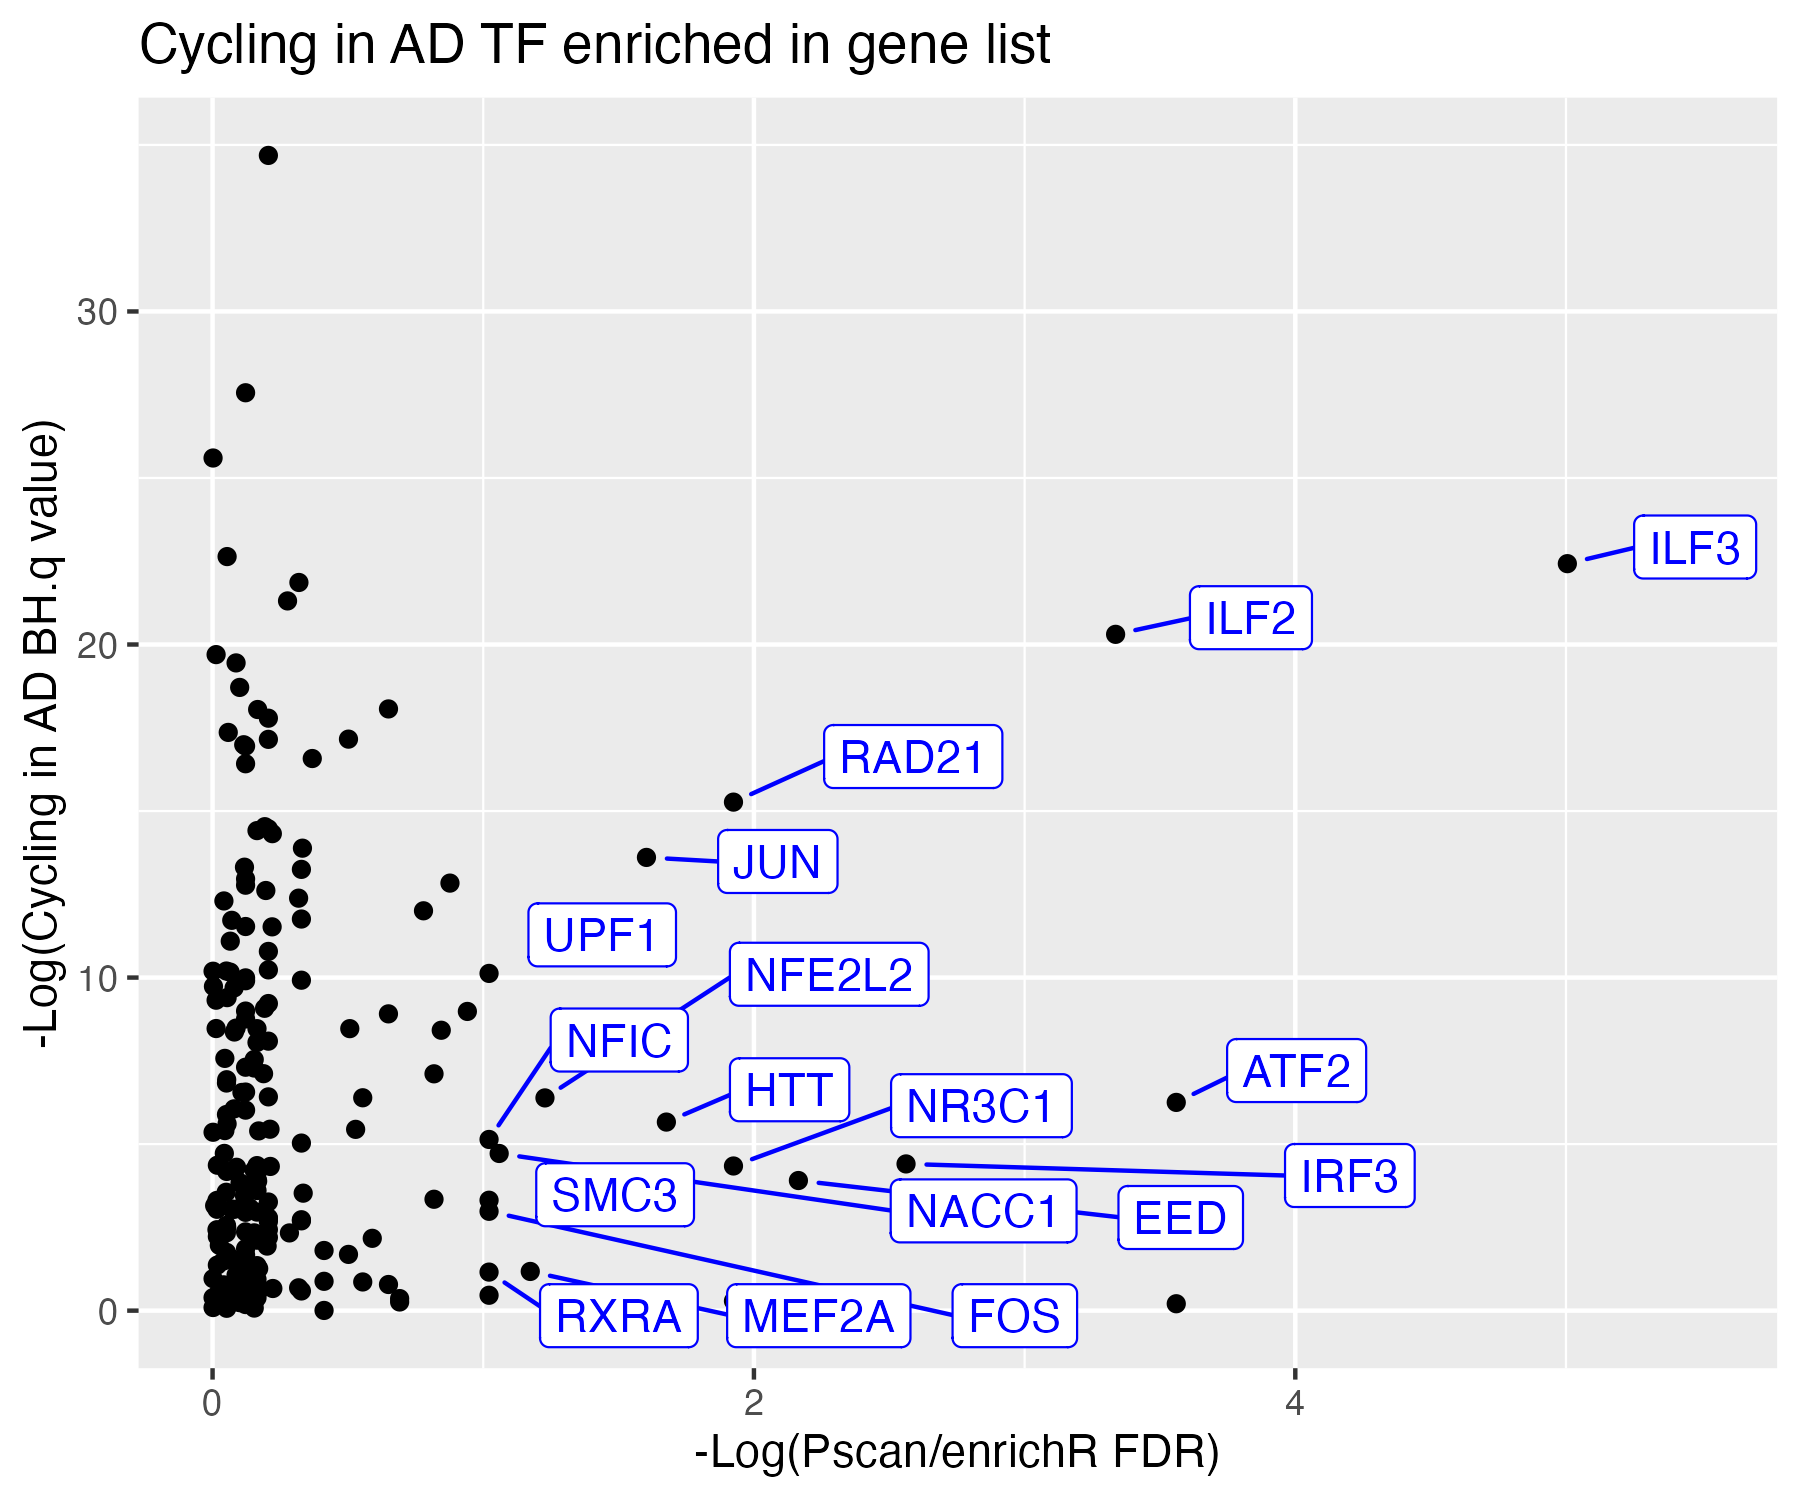 Cycling in AD TF enriched in gene list
-Log(Cycling in AD BH.q value)
30
20
10
0
ILF3
ILF2
RAD21
JUN
UPF1
NFE2L2
NFIC
HTT
ATF2
NR3C1
IRF3
SMC3
NACC1
EED
RXRA
MEF2A
FOS
0
2
4
-Log(Pscan/enrichR FDR)